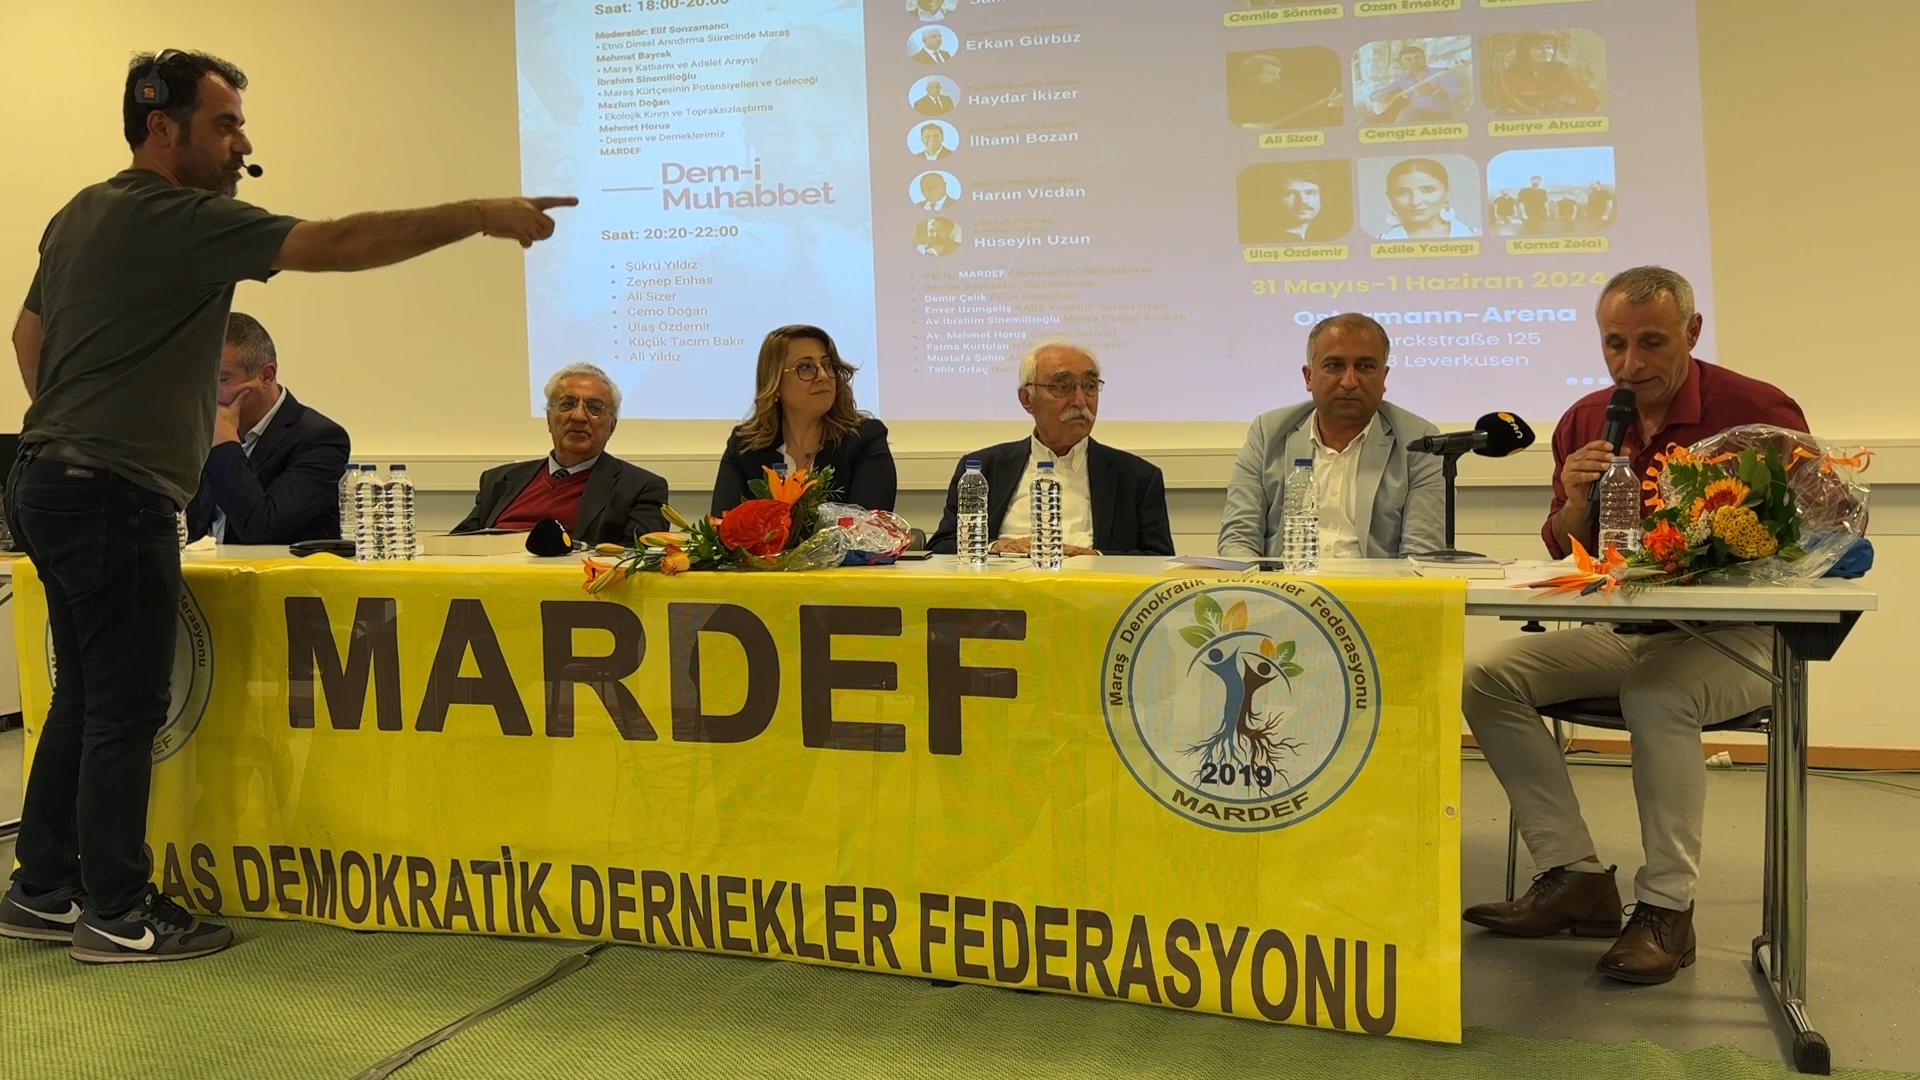 Saat: 18:00-20:00
Moderatör: Elif Sonzamancı
• Etno Dinsel Arındırma Sürecinde Maraş
Mehmet Bayrak
• Maraş Katliamı ve Adalet Arayışı
İbrahim Sinemillioğlu
• Maraş Kürtçesinin Potansiyelleri ve Geleceği
Mazlum Doğan
• Ekolojik Kırım ve Topraksızlaştırma
Mehmet Horus
• Deprem ve Derneklerimiz
MARDEF
Dem-i
Muhabbet
Saat: 20:20-22:00
• Şükrü Yıldız
• Zeynep Enhas
• Ali Sizer
• Cemo Doğan
• Ulaş Özdemir
• Küçük Tacım Bakır
• Ali Yıldız
Erkan Gürbüz
Haydar İkizer
İlhami Bozan
Harun Vicdan
Hüseyin Uzun
MARDEF
Demir Çelik
Enver Uzungeliş
Av. İbrahim Sinemillioğlu
Av. Mehmet Horuş
Fatma Kurtulan
Mustafa Şahin
Tahir Ortaç
Cemile Sönmez
Ozan Emekçi
Ali Sizer
Cengiz Aslan
Huriye Ahuzar
Ulaş Özdemir
Adile Yadırgı
Koma Zelal
31 Mayıs-1 Haziran 2024
Ostermann-Arena
rckstraße 125
Leverkusen
MARDEF
Maraş Demokratik Dernekler Federasyonu
2019
MARDEF
AŞ DEMOKRATİK DERNEKLER FEDERASYONU